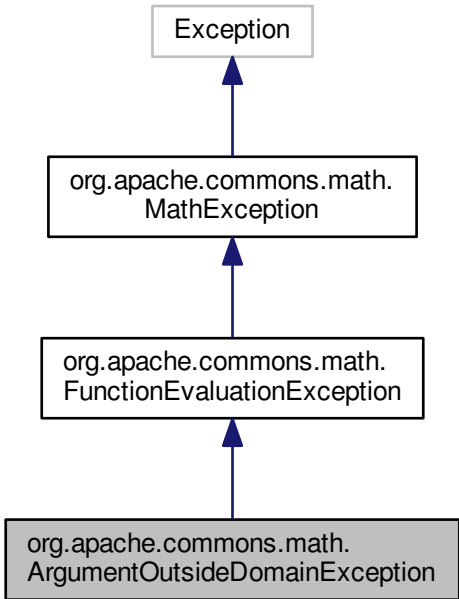 Exception
org.apache.commons.math.
MathException
org.apache.commons.math.
FunctionEvaluationException
org.apache.commons.math.
ArgumentOutsideDomainException